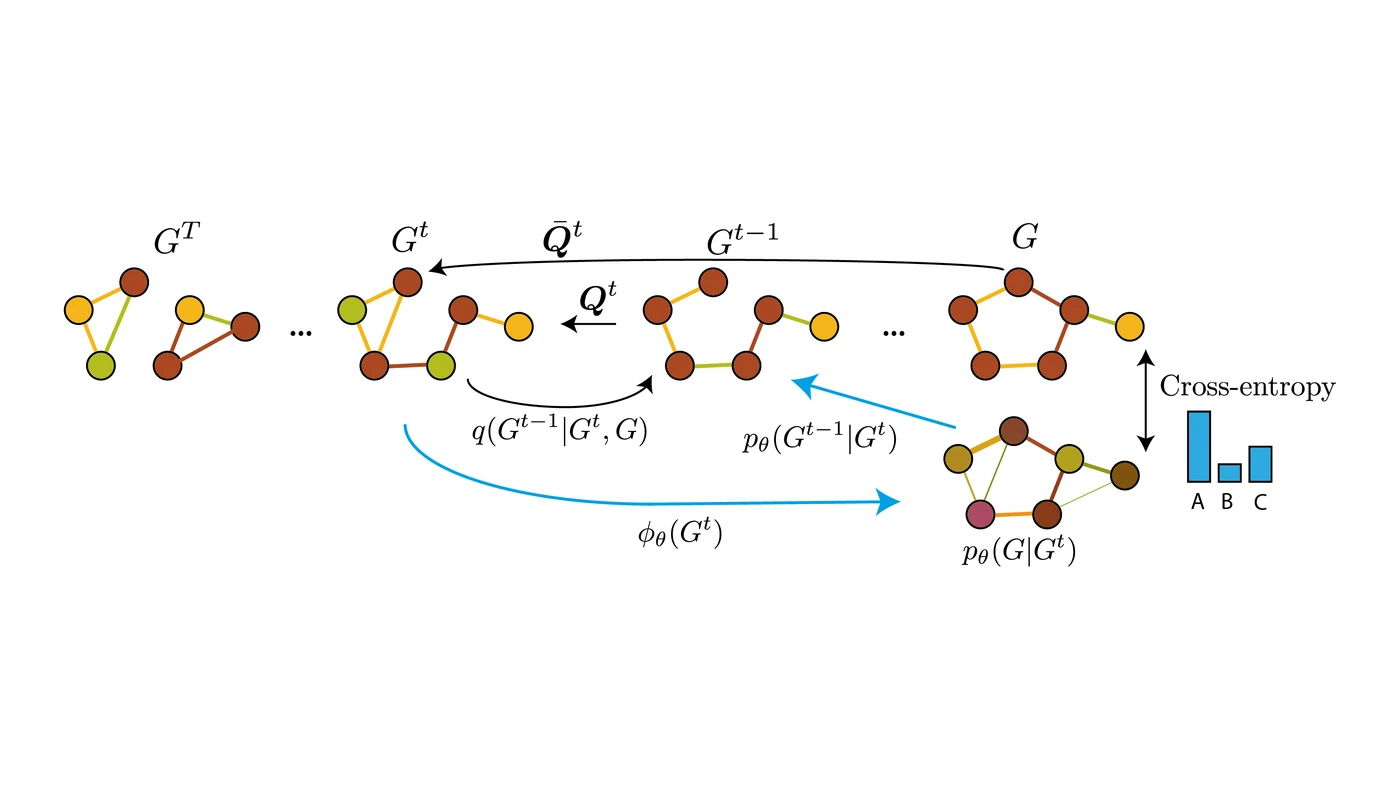 G^T
G^t
Q̄^t
G^{t-1}
G
Q^t
...
...
Cross-entropy
q(G^{t-1}|G^t, G)
p_θ(G^{t-1}|G^t)
A B C
ϕ_θ(G^t)
p_θ(G|G^t)